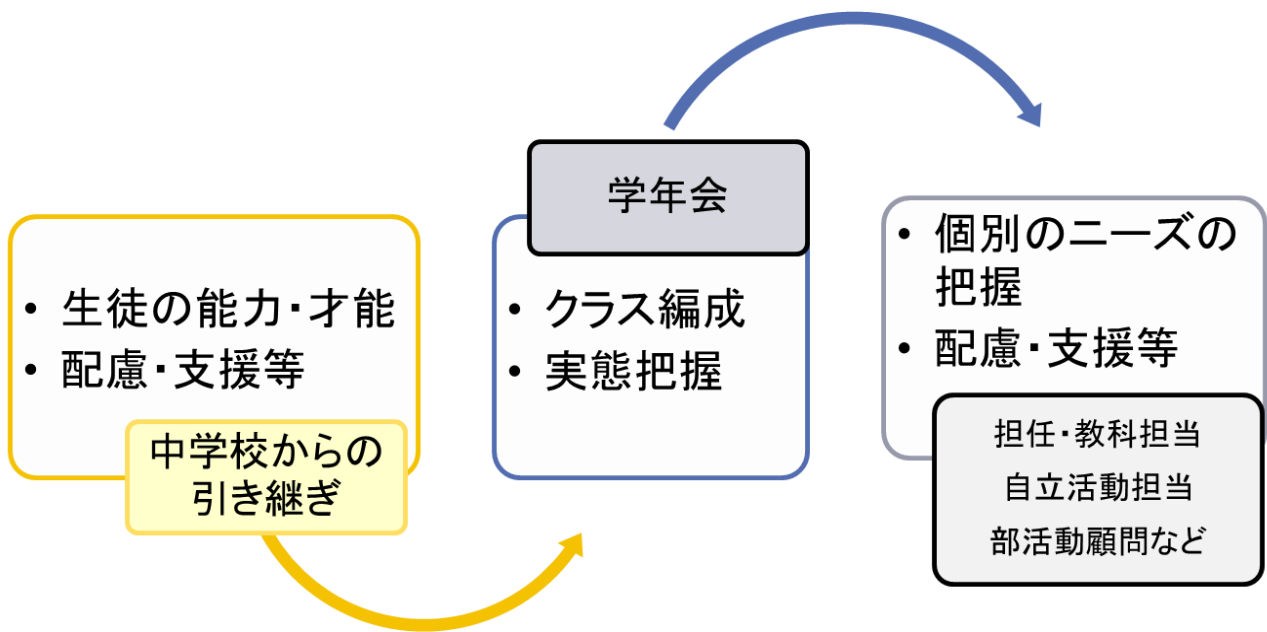 ・生徒の能力・才能
・配慮・支援等
中学校からの
引き継ぎ
学年会
・クラス編成
・実態把握
・個別のニーズの
把握
・配慮・支援等
担任・教科担当
自立活動担当
部活動顧問など